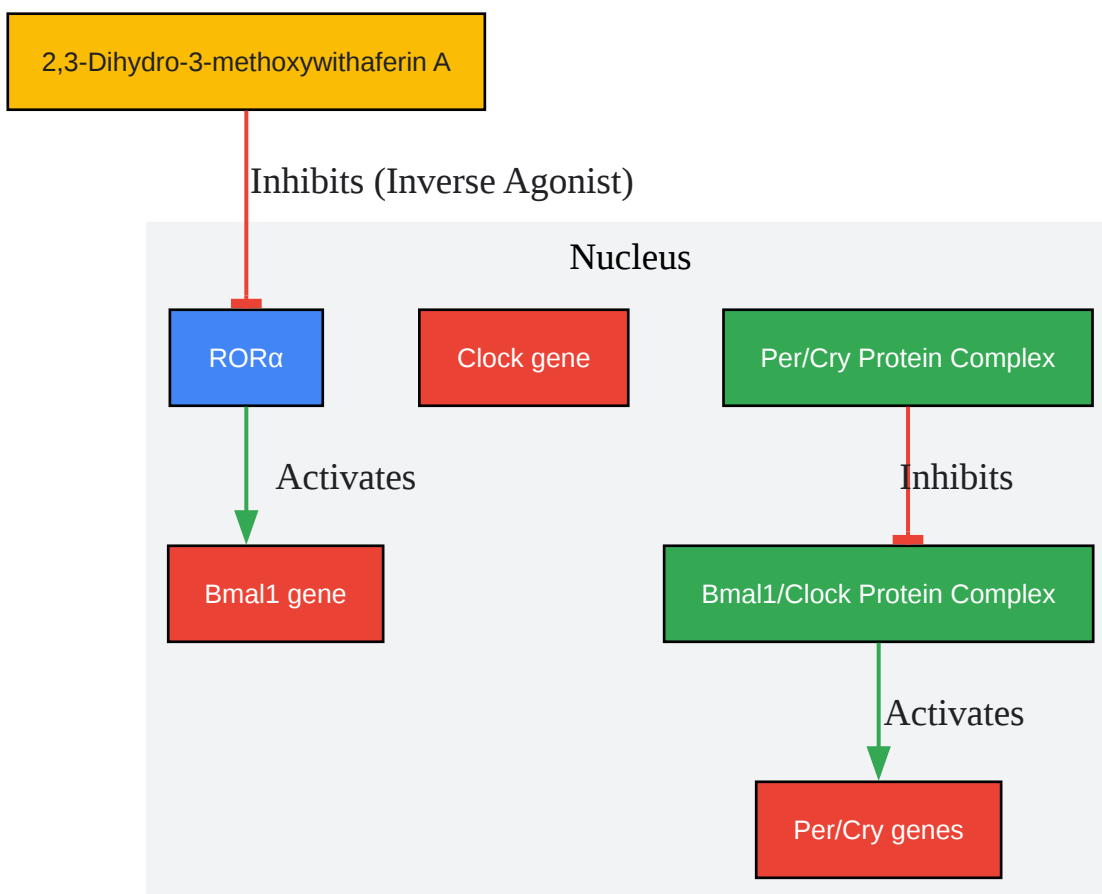 2,3-Dihydro-3-methoxywithaferin A
Inhibits (Inverse Agonist)
Nucleus
RORα
Clock gene
Per/Cry Protein Complex
Activates
Inhibits
Bmal1 gene
Bmal1/Clock Protein Complex
Activates
Per/Cry genes